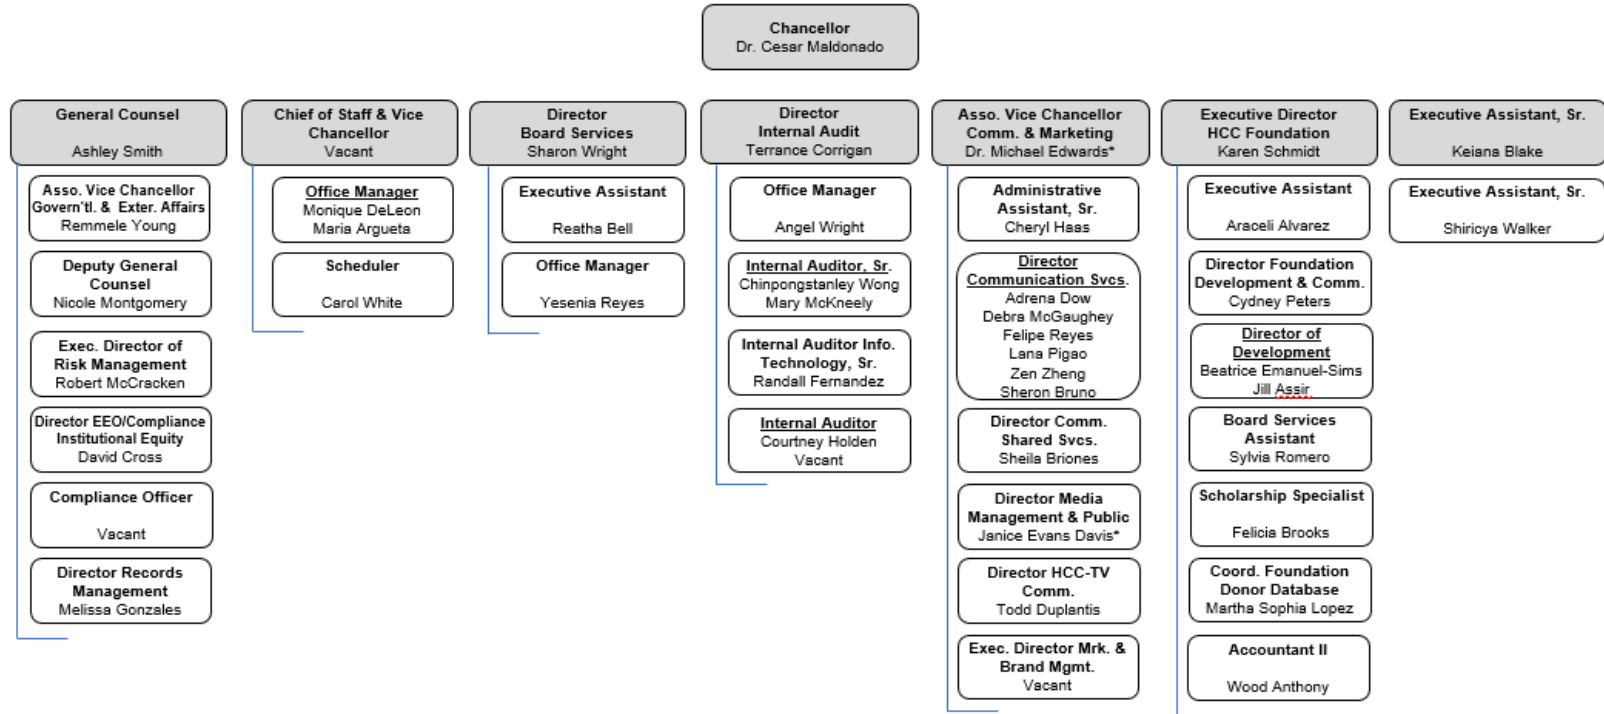 Chancellor
Dr. Cesar Maldonado
General Counsel
Ashley Smith
Asso. Vice Chancellor
Govern'tl. & Exter. Affairs
Remmele Young
Deputy General
Counsel
Nicole Montgomery
Exec. Director of
Risk Management
Robert McCracken
Director EEO/Compliance
Institutional Equity
David Cross
Compliance Officer
Vacant
Director Records
Management
Melissa Gonzales
Chief of Staff & Vice
Chancellor
Vacant
Office Manager
Monique DeLeon
Maria Argueta
Scheduler
Carol White
Director
Board Services
Sharon Wright
Executive Assistant
Reatha Bell
Office Manager
Yesenia Reyes
Director
Internal Audit
Terrance Corrigan
Office Manager
Angel Wright
Internal Auditor, Sr.
Chinpongstanley Wong
Mary McKneely
Internal Auditor Info.
Technology, Sr.
Randall Fernandez
Internal Auditor
Courtney Holden
Vacant
Asso. Vice Chancellor
Comm. & Marketing
Dr. Michael Edwards*
Administrative
Assistant, Sr.
Cheryl Haas
Director
Communication Svcs.
Adrena Dow
Debra McGaughey
Felipe Reyes
Lana Pigao
Zen Zheng
Sheron Bruno
Director Comm.
Shared Svcs.
Sheila Briones
Director Media
Management & Public
Janice Evans Davis*
Director HCC-TV
Comm.
Todd Duplantis
Exec. Director Mrk. &
Brand Mgmt.
Vacant
Executive Director
HCC Foundation
Karen Schmidt
Executive Assistant
Araceli Alvarez
Director Foundation
Development & Comm.
Cydney Peters
Director of
Development
Beatrice Emanuel-Sims
Jill Assir
Board Services
Assistant
Sylvia Romero
Scholarship Specialist
Felicia Brooks
Coord. Foundation
Donor Database
Martha Sophia Lopez
Accountant II
Wood Anthony
Executive Assistant, Sr.
Keiana Blake
Executive Assistant, Sr.
Shiricya Walker